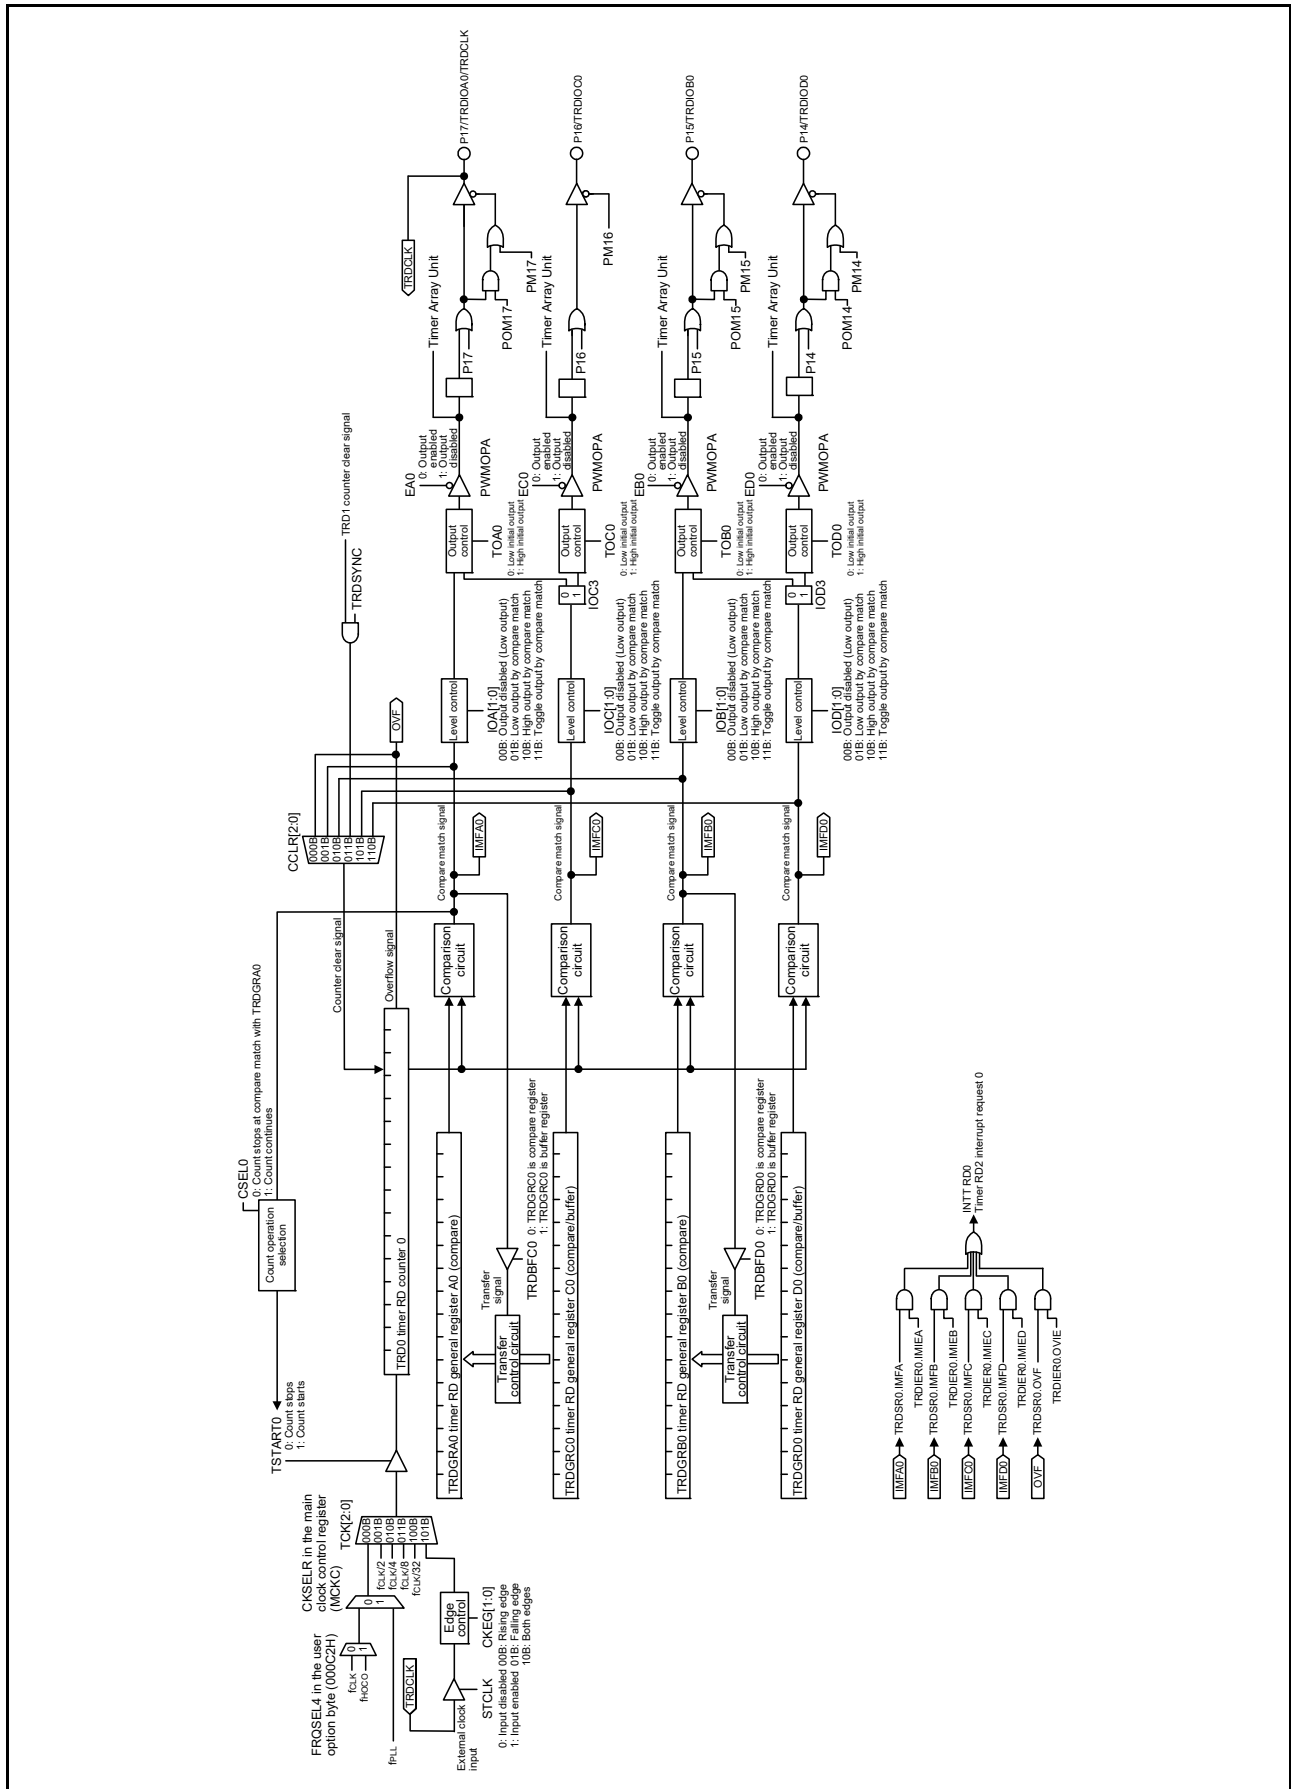 FRQSEL4 in the user
option byte (000C2H)
fCLK
fHOCO
0
1
fPLL
CKSELR in the main
clock control register
(MCKC)
0
1
TCK[2:0]
000B
001B
010B
011B
100B
101B
fCLK/2
fCLK/4
fCLK/8
fCLK/32
TRDCLK
External clock
input
STCLK
0: Input disabled
1: Input enabled
Edge
control
CKEG[1:0]
00B: Rising edge
01B: Falling edge
10B: Both edges
TSTART0
0: Count stops
1: Count starts
Count operation
selection
CSEL0
0: Count stops at compare match with TRDGRA0
1: Count continues
TRD0 timer RD counter 0
Counter clear signal
Overflow signal
CCLR[2:0]
000B
001B
010B
011B
101B
110B
OVF
TRD1 counter clear signal
TRDSYNC
TRDGRA0 timer RD general register A0 (compare)
Comparison
circuit
Compare match signal
IMFA0
Level control
IOA[1:0]
00B: Output disabled (Low output)
01B: Low output by compare match
10B: High output by compare match
11B: Toggle output by compare match
Output
control
TOA0
0: Low initial output
1: High initial output
EA0
0: Output
enabled
1: Output
disabled
PWMOPA
Timer Array Unit
P17
POM17
PM17
TRDCLK
P17/TRDIOA0/TRDCLK
Transfer
control circuit
Transfer
signal
TRDBFC0
0: TRDGRC0 is compare register
1: TRDGRC0 is buffer register
TRDGRC0 timer RD general register C0 (compare/buffer)
Comparison
circuit
Compare match signal
IMFC0
Level control
IOC[1:0]
00B: Output disabled (Low output)
01B: Low output by compare match
10B: High output by compare match
11B: Toggle output by compare match
0
1
IOC3
Output
control
TOC0
0: Low initial output
1: High initial output
EC0
0: Output
enabled
1: Output
disabled
PWMOPA
Timer Array Unit
P16
PM16
P16/TRDIOC0
TRDGRB0 timer RD general register B0 (compare)
Comparison
circuit
Compare match signal
IMFB0
Level control
IOB[1:0]
00B: Output disabled (Low output)
01B: Low output by compare match
10B: High output by compare match
11B: Toggle output by compare match
Output
control
TOB0
0: Low initial output
1: High initial output
EB0
0: Output
enabled
1: Output
disabled
PWMOPA
Timer Array Unit
P15
POM15
PM15
P15/TRDIOB0
Transfer
control circuit
Transfer
signal
TRDBFD0
0: TRDGRD0 is compare register
1: TRDGRD0 is buffer register
TRDGRD0 timer RD general register D0 (compare/buffer)
Comparison
circuit
Compare match signal
IMFD0
Level control
IOD[1:0]
00B: Output disabled (Low output)
01B: Low output by compare match
10B: High output by compare match
11B: Toggle output by compare match
0
1
IOD3
Output
control
TOD0
0: Low initial output
1: High initial output
ED0
0: Output
enabled
1: Output
disabled
PWMOPA
Timer Array Unit
P14
POM14
PM14
P14/TRDIOD0
IMFA0
TRDSR0.IMFA
TRDIER0.IMIEA
IMFB0
TRDSR0.IMFB
TRDIER0.IMIEB
IMFC0
TRDSR0.IMFC
TRDIER0.IMIEC
IMFD0
TRDSR0.IMFD
TRDIER0.IMIED
OVF
TRDSR0.OVF
TRDIER0.OVIE
INTT RD0
Timer RD2 interrupt request 0